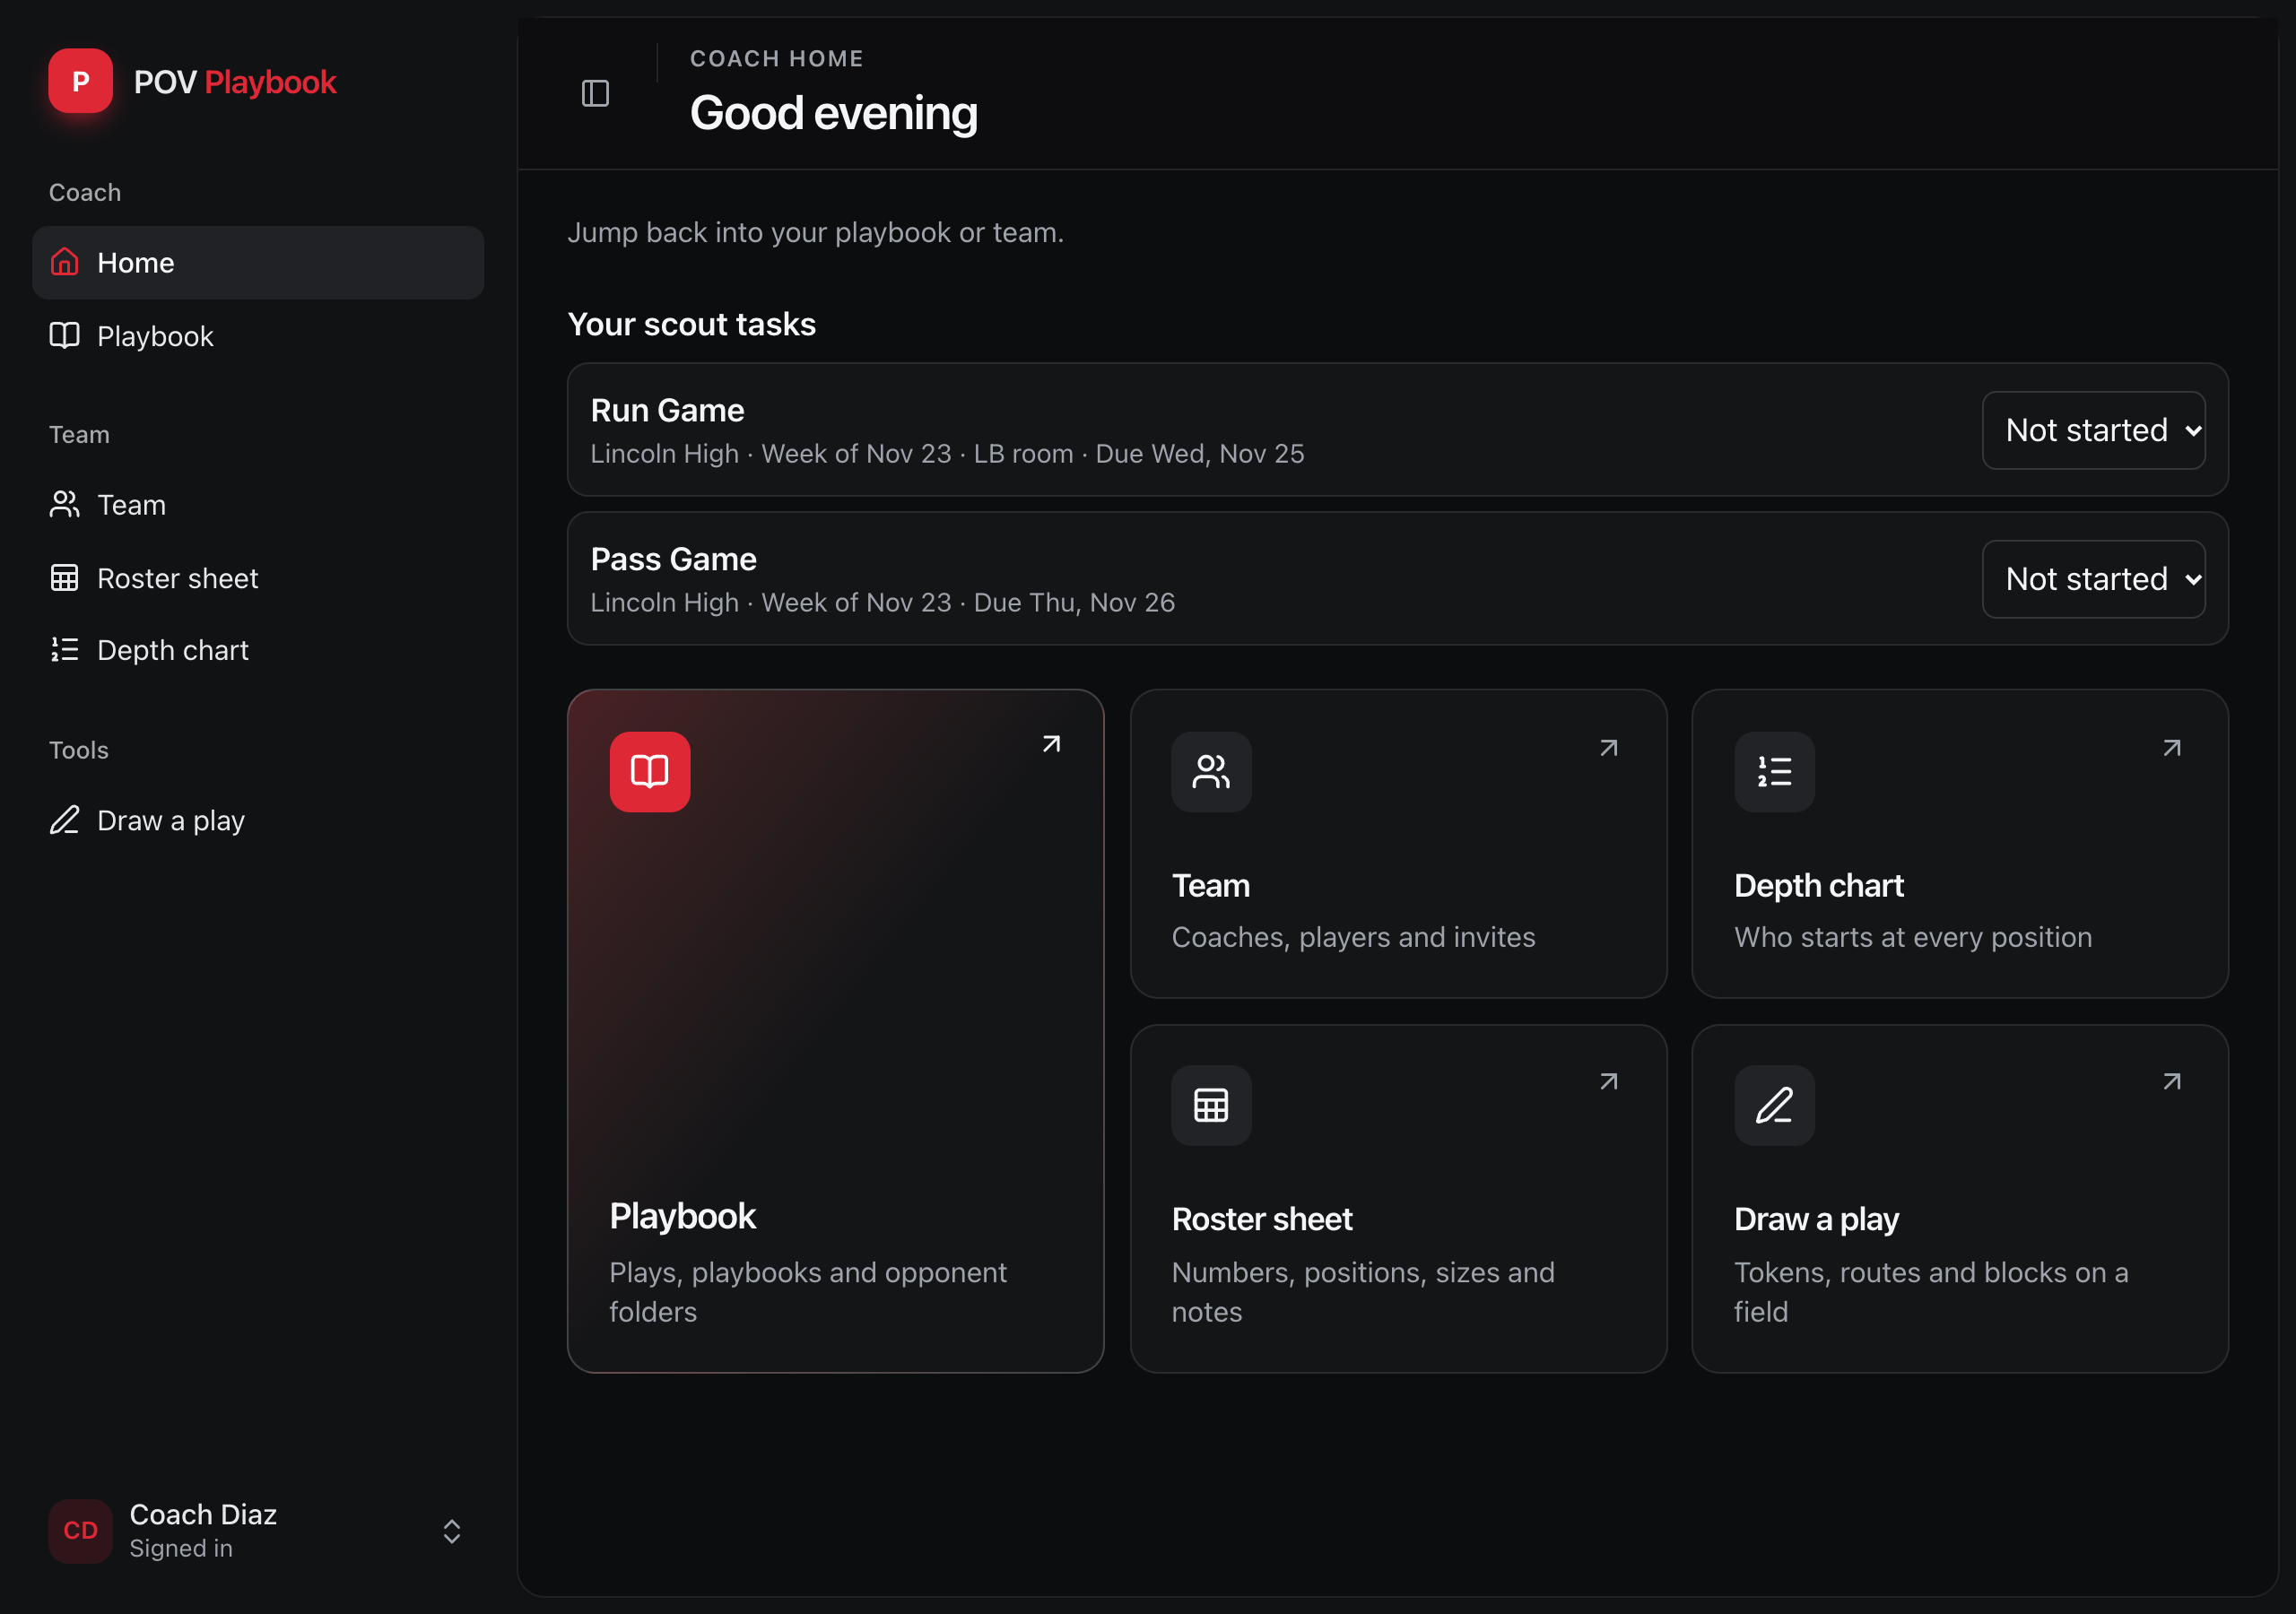 P
POV Playbook
Coach
Home
Playbook
Team
Team
Roster sheet
Depth chart
Tools
Draw a play
CD
Coach Diaz
Signed in
COACH HOME
Good evening
Jump back into your playbook or team.
Your scout tasks
Run Game
Lincoln High · Week of Nov 23 · LB room · Due Wed, Nov 25
Not started
Pass Game
Lincoln High · Week of Nov 23 · Due Thu, Nov 26
Not started
Playbook
Plays, playbooks and opponent
folders
Team
Coaches, players and invites
Depth chart
Who starts at every position
Roster sheet
Numbers, positions, sizes and
notes
Draw a play
Tokens, routes and blocks on a
field